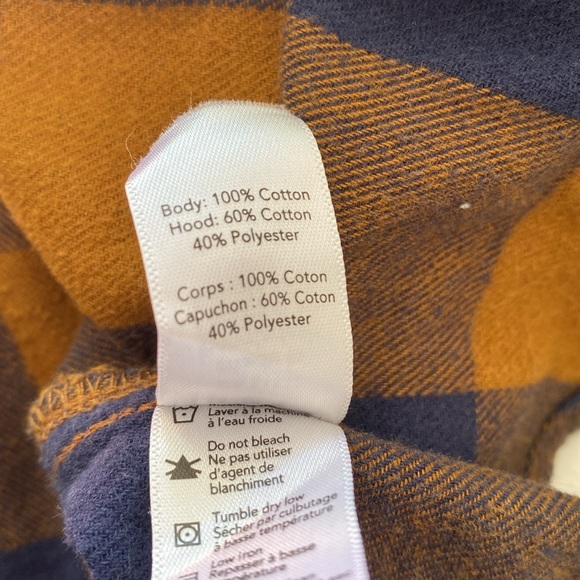 Body: 100% Cotton
Hood: 60% Cotton
40% Polyester
Corps : 100% Coton
Capuchon : 60% Coton
40% Polyester
Laver à la machine
à l'eau froide
Do not bleach
Ne pas utiliser
d'agent de
blanchiment
Tumble dry low
Sécher par culbutage
à basse température
Low iron
Repasser à basse
température